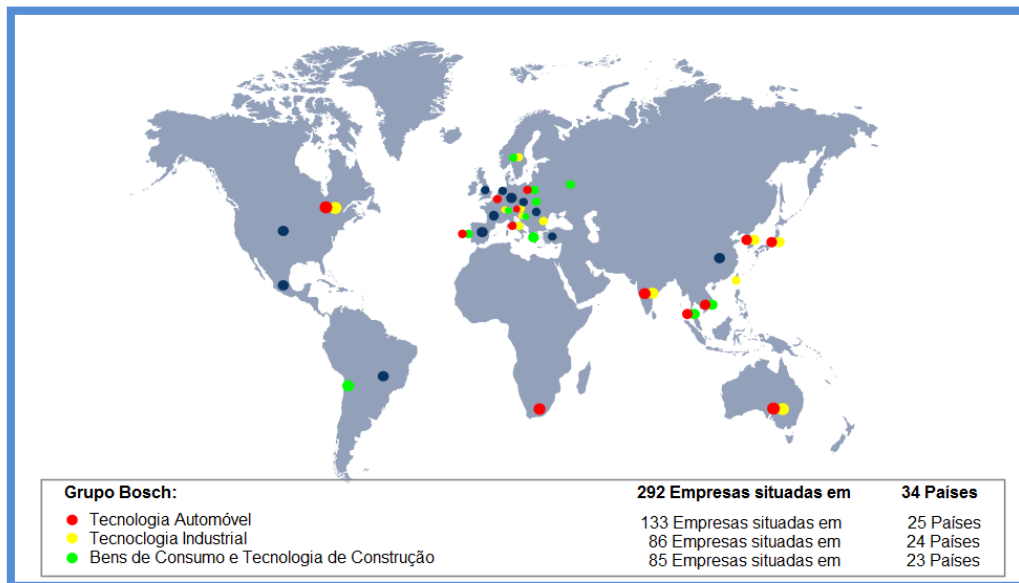 Grupo Bosch: 292 Empresas situadas em 34 Países
Tecnologia Automóvel 133 Empresas situadas em 25 Países
Tecnoclogia Industrial 86 Empresas situadas em 24 Países
Bens de Consumo e Tecnologia de Construção 85 Empresas situadas em 23 Países